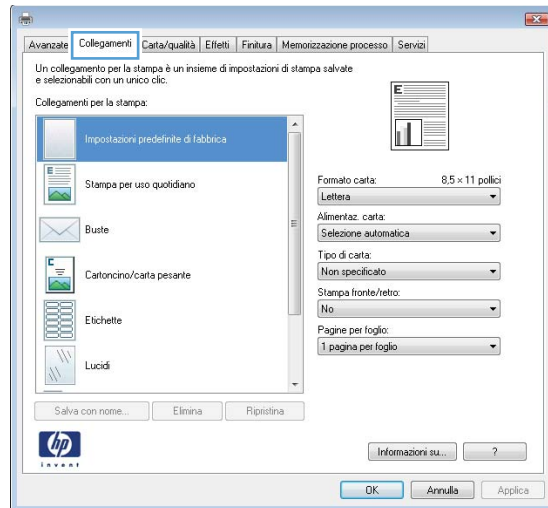 Avanzate Collegamenti Carta/qualità Effetti Finitura Memorizzazione processo Servizi
Un collegamento per la stampa è un insieme di impostazioni di stampa salvate
e selezionabili con un unico clic.
Collegamenti per la stampa:
Impostazioni predefinite di fabbrica
Stampa per uso quotidiano
Buste
Cartoncino/carta pesante
Etichette
Lucidi
E
E
C
Formato carta: 8,5 × 11 pollici
Lettera
Alimentaz. carta:
Selezione automatica
Tipo di carta:
Non specificato
Stampa fronte/retro:
No
Pagine per foglio:
1 pagina per foglio
Salva con nome... Elimina Ripristina
hp
invent
Informazioni su... ?
OK Annulla Applica